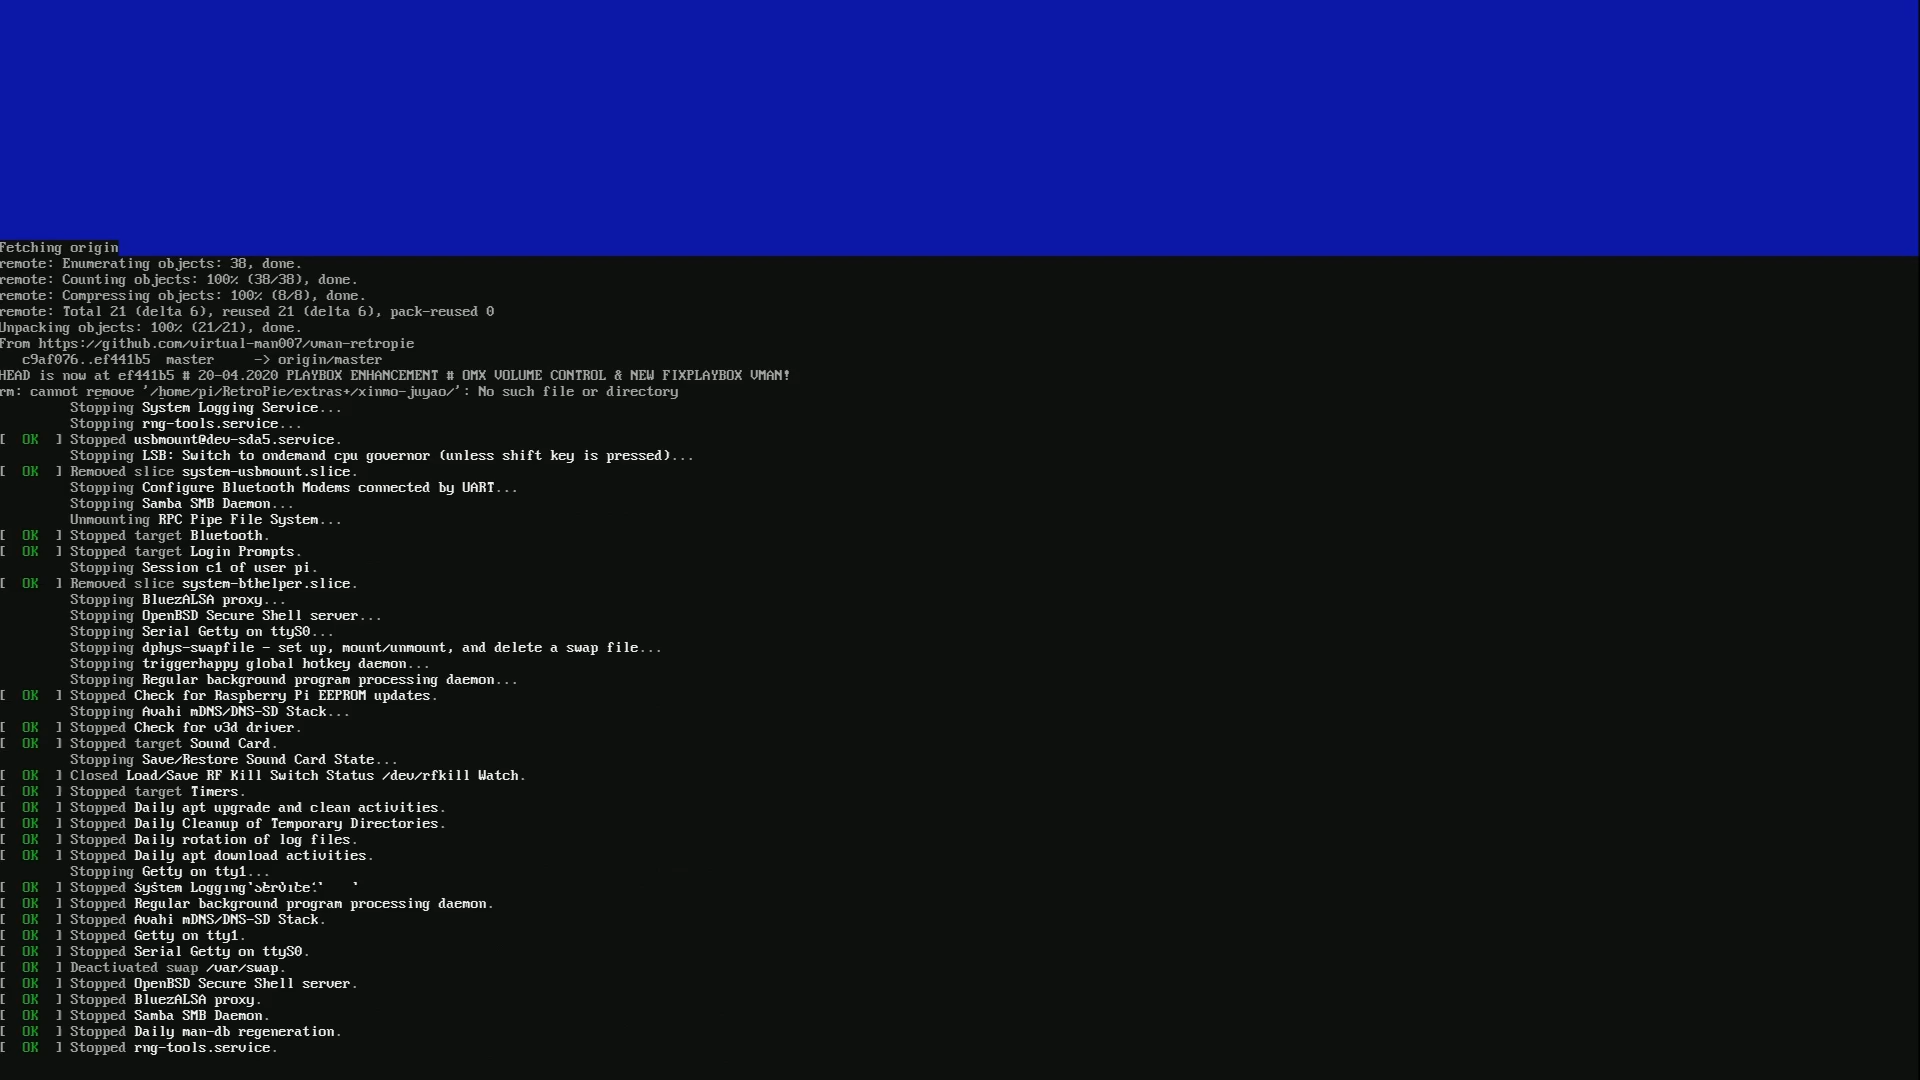 Fetching origin
remote: Enumerating objects: 38, done.
remote: Counting objects: 100% (38/38), done.
remote: Compressing objects: 100% (8/8), done.
remote: Total 21 (delta 6), reused 21 (delta 6), pack-reused 0
Unpacking objects: 100% (21/21), done.
From https://github.com/virtual-man007/vman-retropie
c9af076..ef441b5  master     -> origin/master
HEAD is now at ef441b5 # 20-04.2020 PLAYBOX ENHANCEMENT # OMX VOLUME CONTROL & NEW FIXPLAYBOX VMAN!
rm: cannot remove '/home/pi/RetroPie/extras+/xinmo-juyao/': No such file or directory
Stopping System Logging Service...
Stopping rng-tools.service...
[  OK  ] Stopped usbmount@dev-sda5.service.
Stopping LSB: Switch to ondemand cpu governor (unless shift key is pressed)...
[  OK  ] Removed slice system-usbmount.slice.
Stopping Configure Bluetooth Modems connected by UART...
Stopping Samba SMB Daemon...
Unmounting RPC Pipe File System...
[  OK  ] Stopped target Bluetooth.
[  OK  ] Stopped target Login Prompts.
Stopping Session c1 of user pi.
[  OK  ] Removed slice system-bthelper.slice.
Stopping BluezALSA proxy...
Stopping OpenBSD Secure Shell server...
Stopping Serial Getty on ttyS0...
Stopping dphys-swapfile - set up, mount/unmount, and delete a swap file...
Stopping triggerhappy global hotkey daemon...
Stopping Regular background program processing daemon...
[  OK  ] Stopped Check for Raspberry Pi EEPROM updates.
Stopping Avahi mDNS/DNS-SD Stack...
[  OK  ] Stopped Check for v3d driver.
[  OK  ] Stopped target Sound Card.
Stopping Save/Restore Sound Card State...
[  OK  ] Closed Load/Save RF Kill Switch Status /dev/rfkill Watch.
[  OK  ] Stopped target Timers.
[  OK  ] Stopped Daily apt upgrade and clean activities.
[  OK  ] Stopped Daily Cleanup of Temporary Directories.
[  OK  ] Stopped Daily rotation of log files.
[  OK  ] Stopped Daily apt download activities.
Stopping Getty on tty1...
[  OK  ] Stopped System Logging Service.
[  OK  ] Stopped Regular background program processing daemon.
[  OK  ] Stopped Avahi mDNS/DNS-SD Stack.
[  OK  ] Stopped Getty on tty1.
[  OK  ] Stopped Serial Getty on ttyS0.
[  OK  ] Deactivated swap /var/swap.
[  OK  ] Stopped OpenBSD Secure Shell server.
[  OK  ] Stopped BluezALSA proxy.
[  OK  ] Stopped Samba SMB Daemon.
[  OK  ] Stopped Daily man-db regeneration.
[  OK  ] Stopped rng-tools.service.